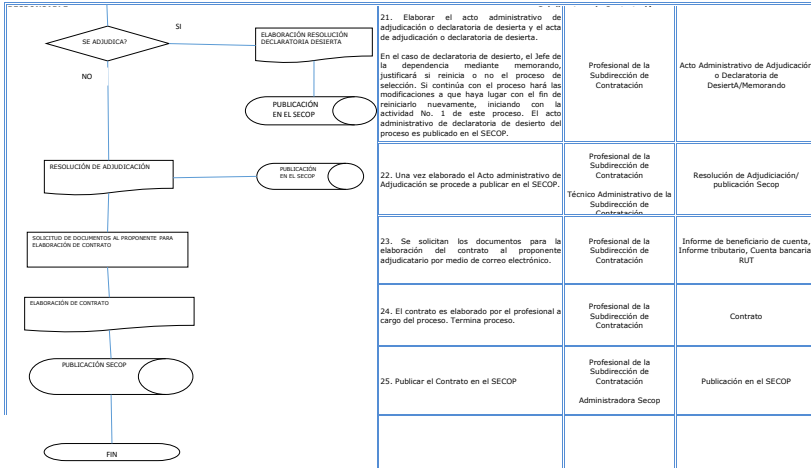 SE ADJUDICA?
SI
NO
ELABORACIÓN RESOLUCIÓN
DECLARATORIA DESIERTA
PUBLICACIÓN
EN EL SECOP
21. Elaborar el acto administrativo de
adjudicación o declaratoria de desierta y el acta
de adjudicación o declaratoria de desierta.
En el caso de declaratoria de desierto, el Jefe de
la dependencia mediante memorando,
justificará si reinicia o no el proceso de
selección. Si continúa con el proceso hará las
modificaciones a que haya lugar con el fin de
reiniciarlo nuevamente, iniciando con la
actividad No. 1 de este proceso. El acto
administrativo de declaratoria de desierto del
proceso es publicado en el SECOP.
Profesional de la
Subdirección de
Contratación
Acto Administrativo de Adjudicación
o Declaratoria de
DesiertA/Memorando
RESOLUCIÓN DE ADJUDICACIÓN
PUBLICACIÓN
EN EL SECOP
22. Una vez elaborado el Acto administrativo de
Adjudicación se procede a publicar en el SECOP.
Profesional de la
Subdirección de
Contratación
Técnico Administrativo de la
Subdirección de
Contratación
Resolución de Adjudiciación/
publicación Secop
SOLICITUD DE DOCUMENTOS AL PROPONENTE PARA
ELABORACIÓN DE CONTRATO
23. Se solicitan los documentos para la
elaboración del contrato al proponente
adjudicatario por medio de correo electrónico.
Profesional de la
Subdirección de
Contratación
Informe de beneficiario de cuenta,
Informe tributario, Cuenta bancaria
RUT
ELABORACIÓN DE CONTRATO
24. El contrato es elaborado por el profesional a
cargo del proceso. Termina proceso.
Profesional de la
Subdirección de
Contratación
Contrato
PUBLICACIÓN SECOP
25. Publicar el Contrato en el SECOP
Profesional de la
Subdirección de
Contratación
Administradora Secop
Publicación en el SECOP
FIN